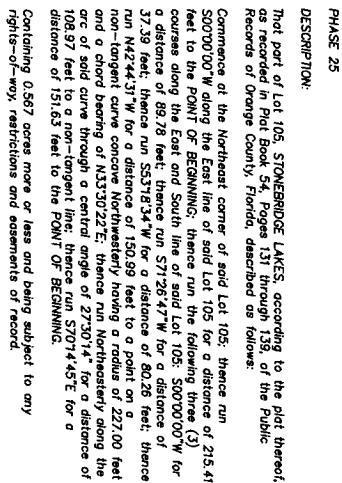 PHASE 25
DESCRIPTION:
That part of Lot 105, STONEBRIDGE LAKES, according to the plat thereof,
as recorded in Plat Book 54, Pages 131 through 139, of the Public
Records of Orange County, Florida, described as follows:
Commence at the Northeast corner of said Lot 105; thence run
S00°00'00"W along the East line of said Lot 105 for a distance of 215.41
feet to the POINT OF BEGINNING; thence run the following three (3)
courses along the East and South line of said Lot 105: S00°00'00"W for
a distance of 89.78 feet; thence run S71°26'47"W for a distance of
37.39 feet; thence run S53°18'34"W for a distance of 80.26 feet; thence
run N42°44'31"W for a distance of 150.99 feet to a point on a
non-tangent curve concave Northwesterly having a radius of 227.00 feet
and a chord bearing of N33°30'22"E; thence run Northeasterly along the
arc of said curve through a central angle of 27°30'14" for a distance of
108.97 feet to a non-tangent line; thence run S70°14'45"E for a
distance of 151.63 feet to the POINT OF BEGINNING.
Containing 0.567 acres more or less and being subject to any
rights-of-way, restrictions and easements of record.